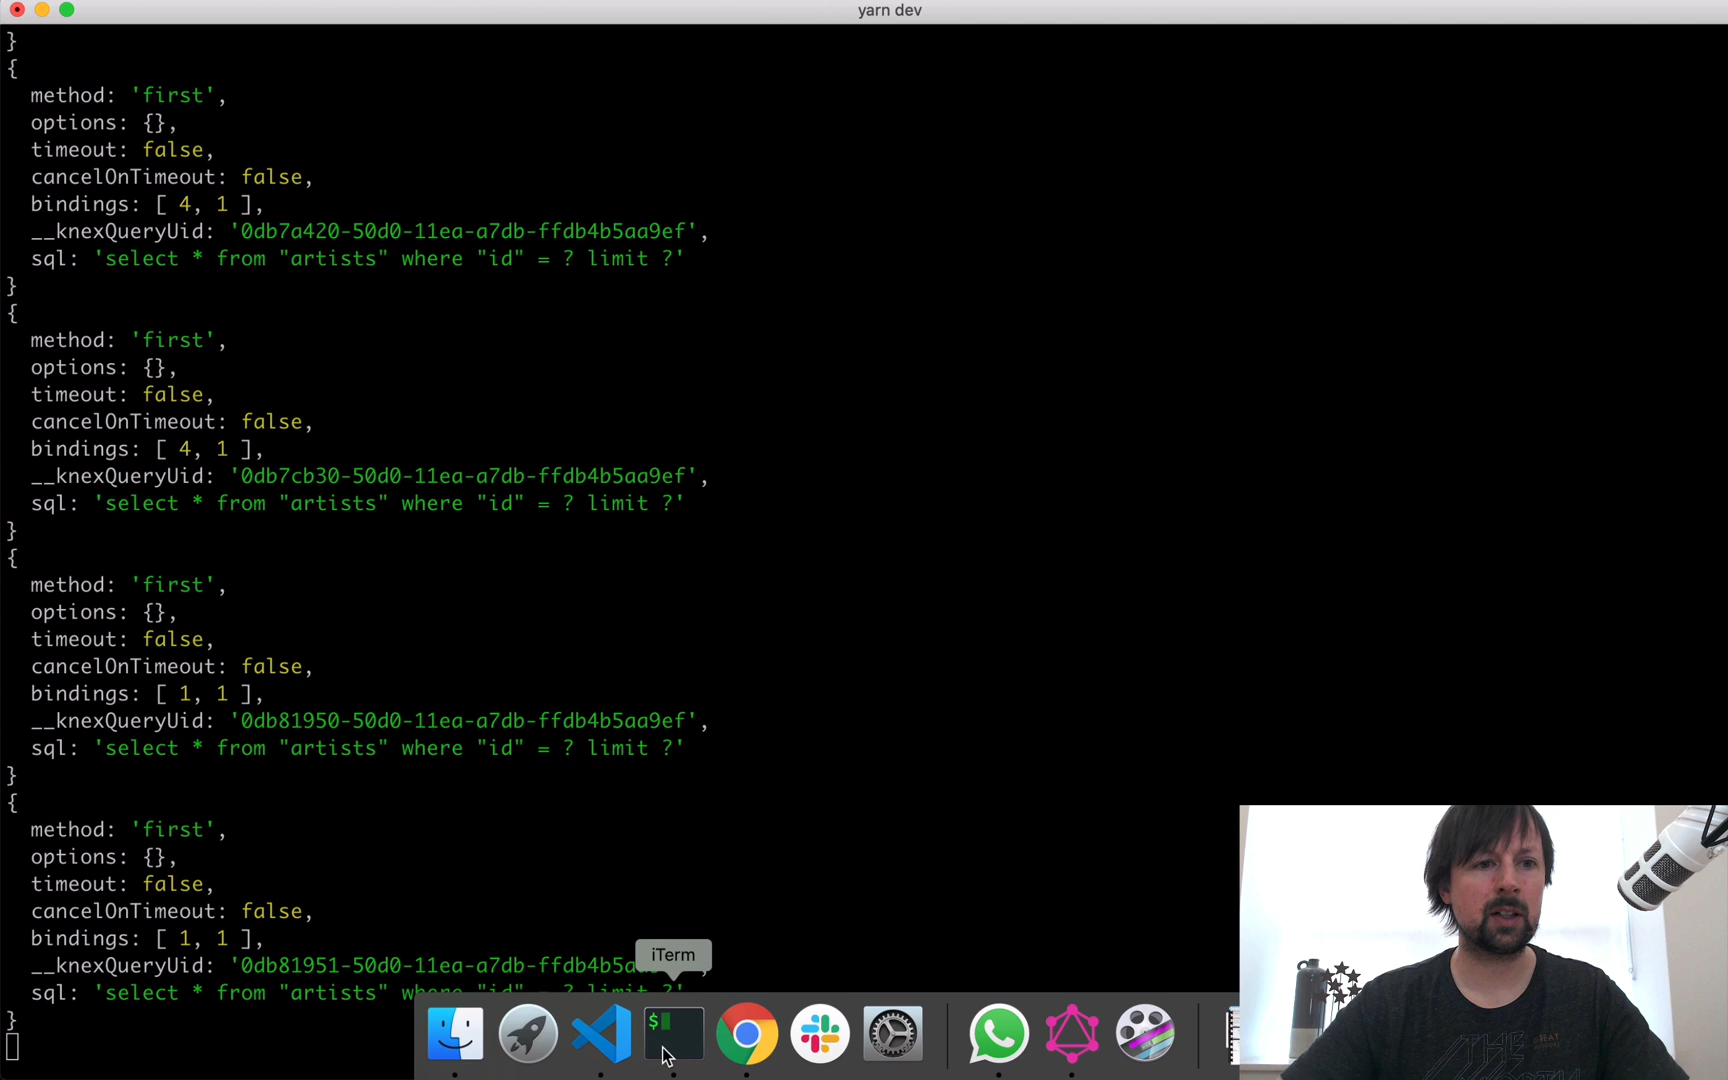 yarn dev
}
{
method: 'first',
options: {},
timeout: false,
cancelOnTimeout: false,
bindings: [ 4, 1 ],
__knexQueryUid: '0db7a420-50d0-11ea-a7db-ffdb4b5aa9ef',
sql: 'select * from "artists" where "id" = ? limit ?'
}
{
method: 'first',
options: {},
timeout: false,
cancelOnTimeout: false,
bindings: [ 4, 1 ],
__knexQueryUid: '0db7cb30-50d0-11ea-a7db-ffdb4b5aa9ef',
sql: 'select * from "artists" where "id" = ? limit ?'
}
{
method: 'first',
options: {},
timeout: false,
cancelOnTimeout: false,
bindings: [ 1, 1 ],
__knexQueryUid: '0db81950-50d0-11ea-a7db-ffdb4b5aa9ef',
sql: 'select * from "artists" where "id" = ? limit ?'
}
{
method: 'first',
options: {},
timeout: false,
cancelOnTimeout: false,
bindings: [ 1, 1 ],
__knexQueryUid: '0db81951-50d0-11ea-a7db-ffdb4b5a
iTerm
sql: 'select * from "artists" where "id" = ? limit ?'
}
$